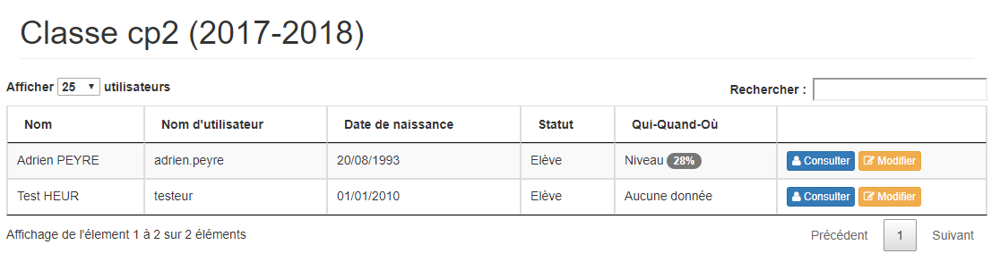 Classe cp2 (2017-2018)
Afficher 25 utilisateurs Rechercher :
Nom Nom d'utilisateur Date de naissance Statut Qui-Quand-Où
Adrien PEYRE adrien.peyre 20/08/1993 Elève Niveau 28% Consulter Modifier
Test HEUR testeur 01/01/2010 Elève Aucune donnée Consulter Modifier
Affichage de l'élement 1 à 2 sur 2 éléments Précédent 1 Suivant